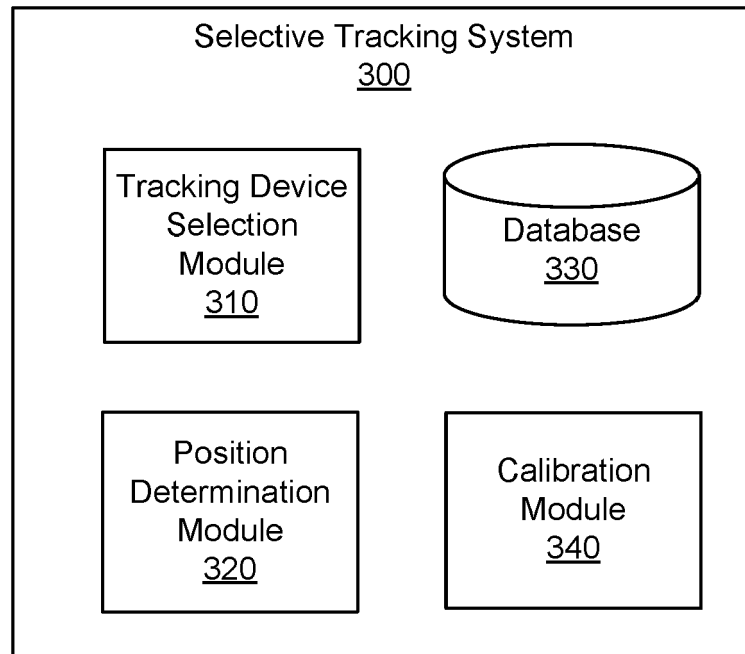 Selective Tracking System
300
Tracking Device
Selection
Module
310
Database
330
Position
Determination
Module
320
Calibration
Module
340